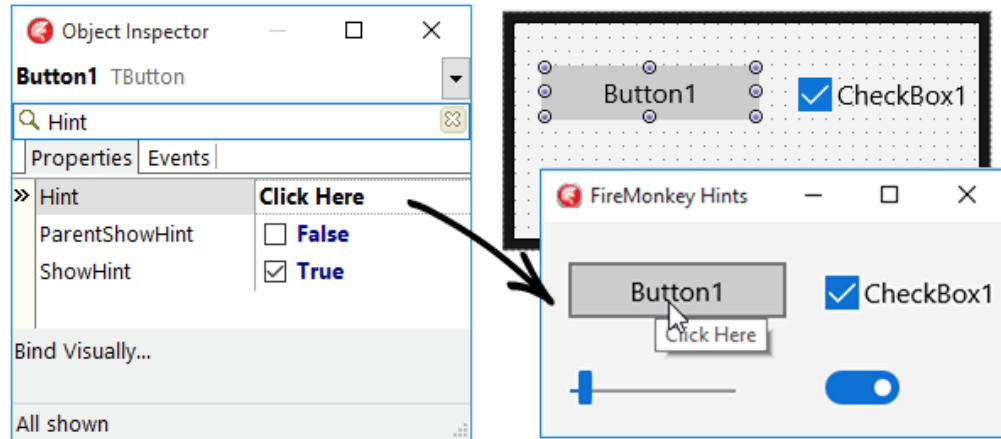 Object Inspector
Button1 TButton
Hint
Properties Events
Hint Click Here
ParentShowHint False
ShowHint True
Bind Visually...
All shown
Button1 CheckBox1
FireMonkey Hints
Button1 CheckBox1
Click Here